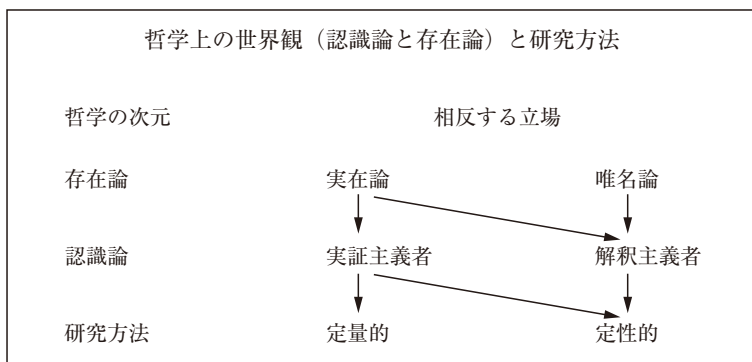 哲学上の世界観（認識論と存在論）と研究方法
哲学の次元 相反する立場
存在論 実在論 唯名論
認識論 実証主義者 解釈主義者
研究方法 定量的 定性的